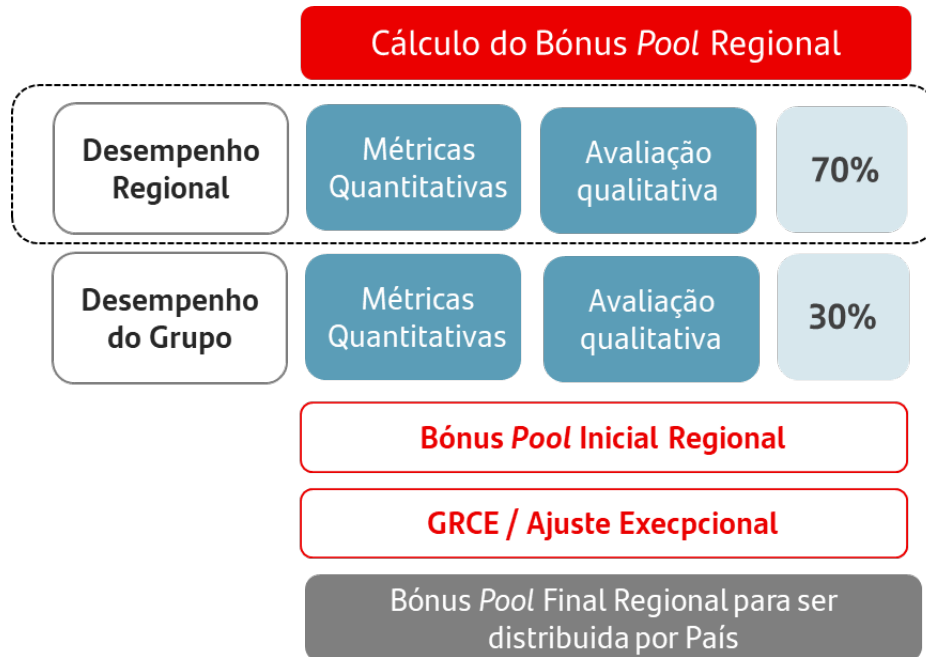 Cálculo do Bónus Pool Regional
Desempenho
Regional
Métricas
Quantitativas
Avaliação
qualitativa
70%
Desempenho
do Grupo
Métricas
Quantitativas
Avaliação
qualitativa
30%
Bónus Pool Inicial Regional
GRCE / Ajuste Execpcional
Bónus Pool Final Regional para ser
distribuida por País